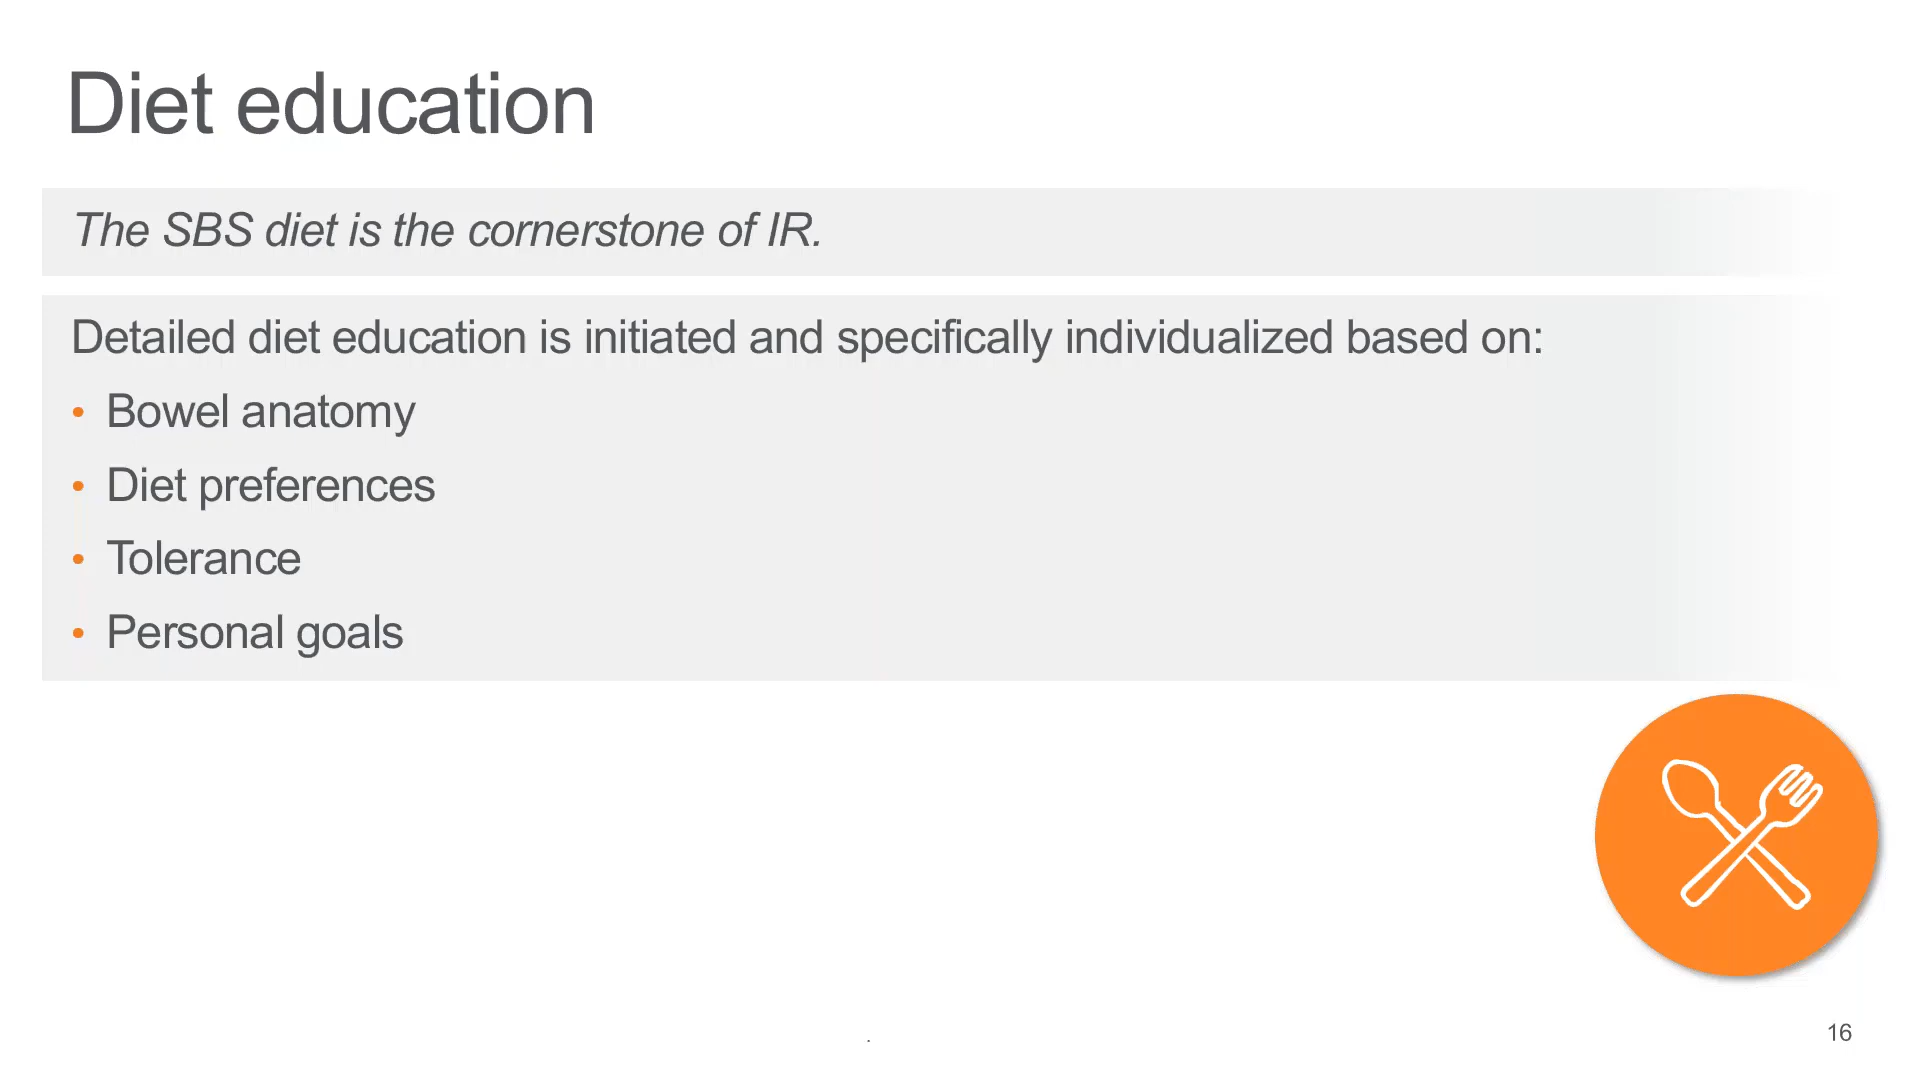 Diet education
The SBS diet is the cornerstone of IR.
Detailed diet education is initiated and specifically individualized based on:
• Bowel anatomy
• Diet preferences
• Tolerance
• Personal goals
.
16